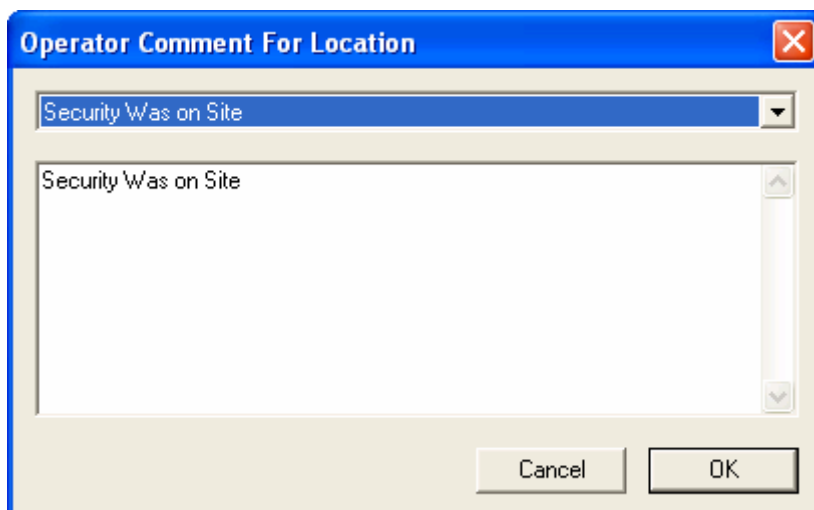 Operator Comment For Location
Security Was on Site
Security Was on Site
Cancel OK